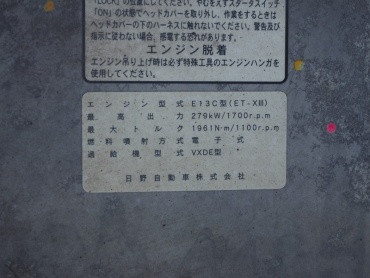 「LOCK」の位置にしてください。やむをえずスタータスイッチ
「ON」の状態でヘッドカバーを取り外し、作業をするときは
ヘッドカバーの下のハーネスに触れないでください。警告及び
指示に従わない場合、感電する恐れがあります。
エンジン脱着
エンジン吊り上げ時は必ず特殊工具のエンジンハンガを
使用してください。
エンジン型式 E13C型(ET-XⅢ)
最高出力 279kW/1700r.p.m
最大トルク 1961N·m/1100r.p.m
燃料噴射方式 電子式
過給機型式 VXDE型
日野自動車株式会社